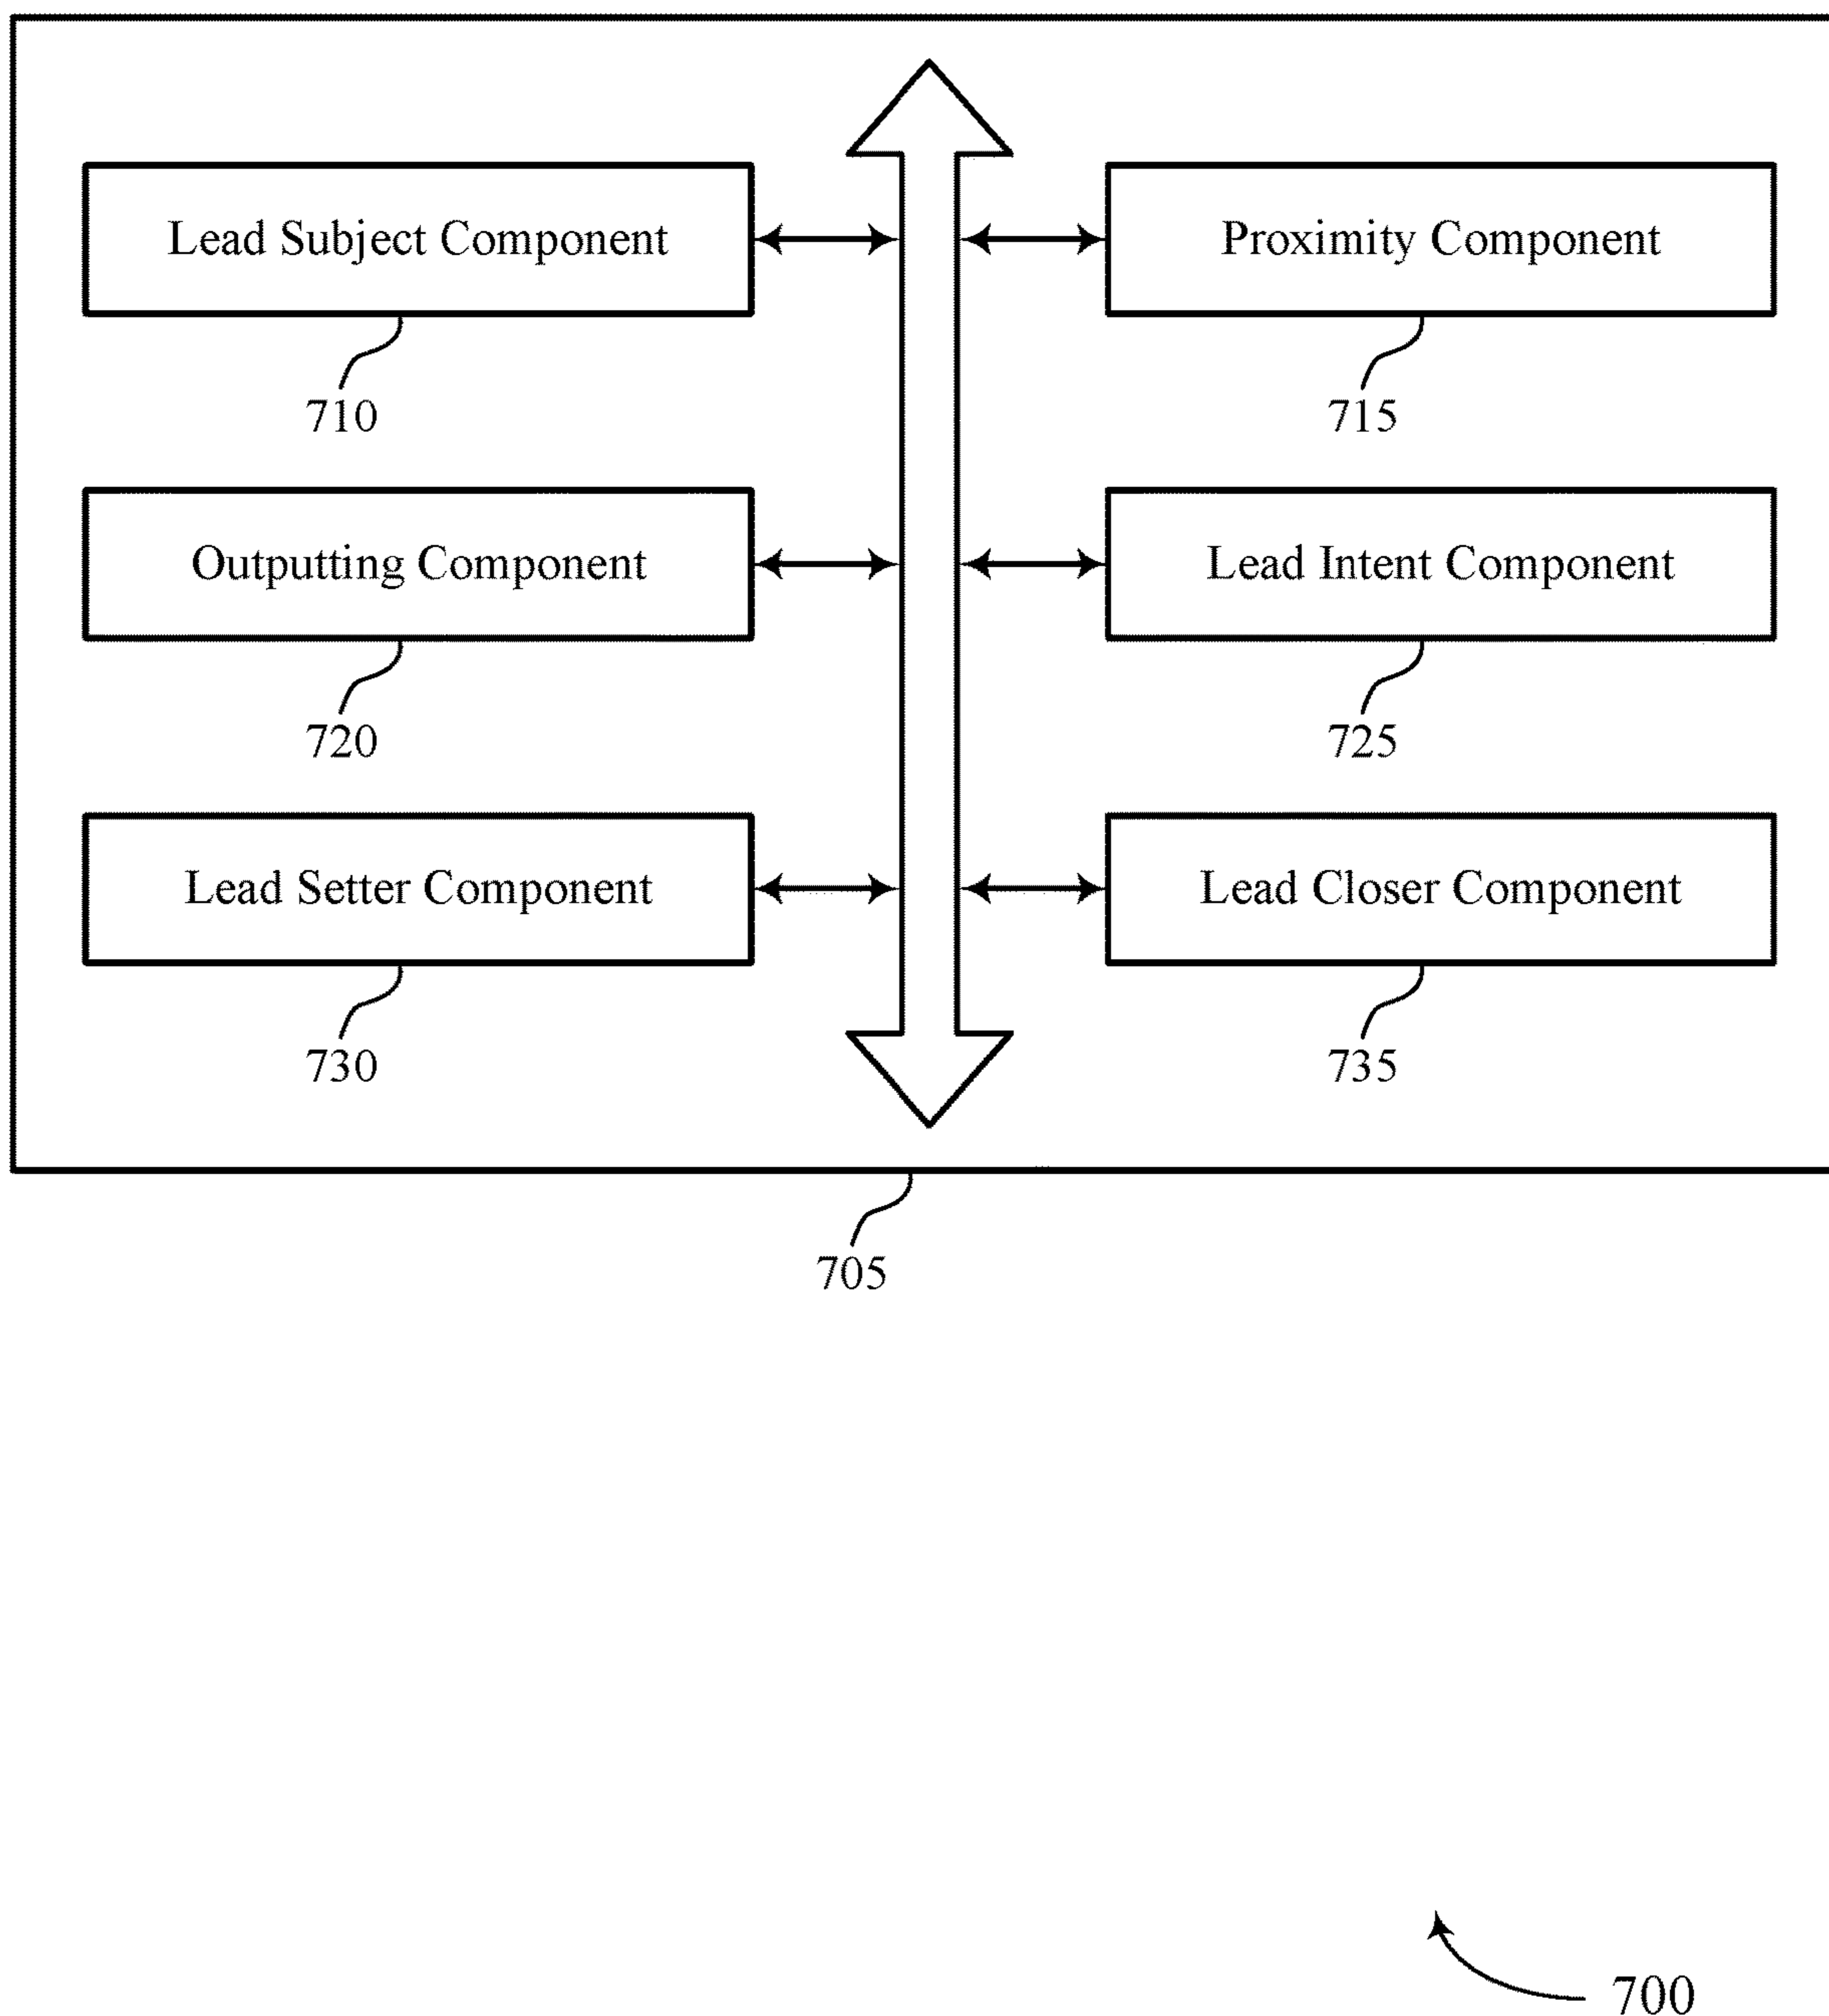 Lead Subject Component
Proximity Component
710
715
Outputting Component
Lead Intent Component
720
725
Lead Setter Component
Lead Closer Component
730
735
705
700